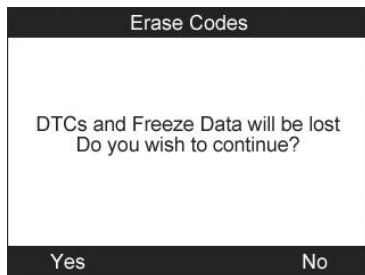 Erase Codes
DTCs and Freeze Data will be lost
Do you wish to continue?
Yes No